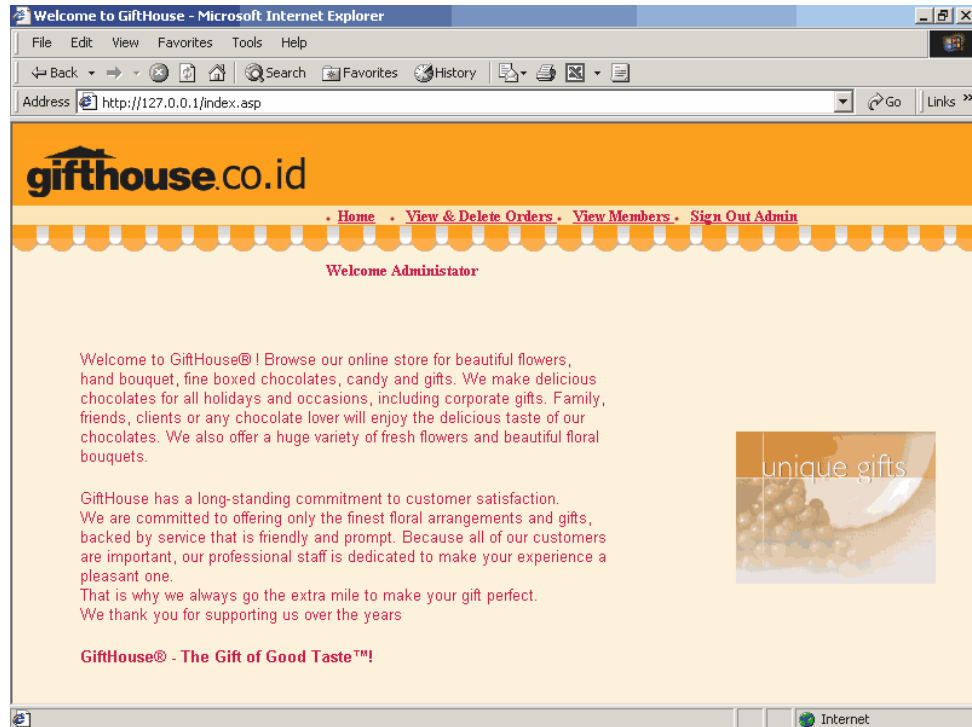 Welcome to GiftHouse - Microsoft Internet Explorer
File Edit View Favorites Tools Help
Back Search Favorites History
Address http://127.0.0.1/index.asp Go Links »
gifthouse.co.id
• Home • View & Delete Orders • View Members • Sign Out Admin
Welcome Administator
Welcome to GiftHouse® ! Browse our online store for beautiful flowers,
hand bouquet, fine boxed chocolates, candy and gifts. We make delicious
chocolates for all holidays and occasions, including corporate gifts. Family,
friends, clients or any chocolate lover will enjoy the delicious taste of our
chocolates. We also offer a huge variety of fresh flowers and beautiful floral
bouquets.
unique gifts
GiftHouse has a long-standing commitment to customer satisfaction.
We are committed to offering only the finest floral arrangements and gifts,
backed by service that is friendly and prompt. Because all of our customers
are important, our professional staff is dedicated to make your experience a
pleasant one.
That is why we always go the extra mile to make your gift perfect.
We thank you for supporting us over the years
GiftHouse® - The Gift of Good Taste™!
Internet